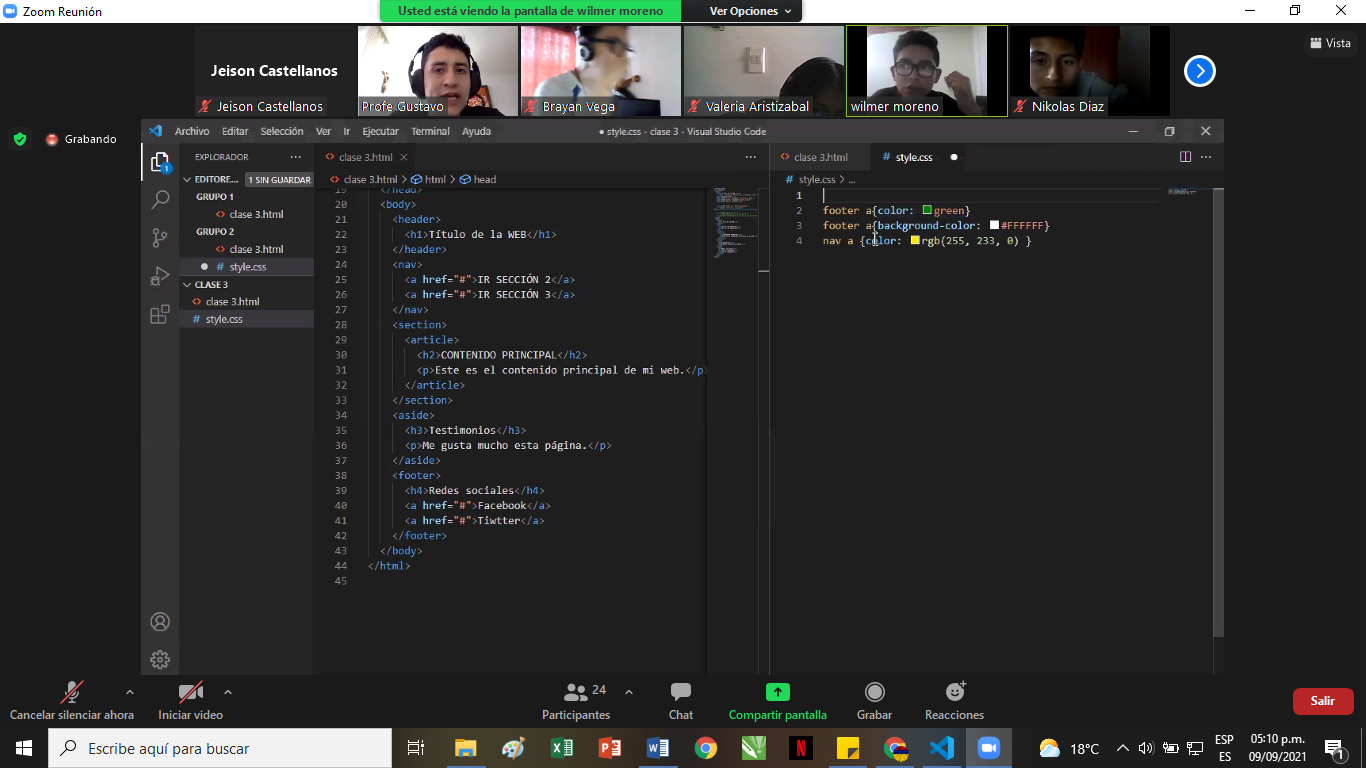 Zoom Reunión
Usted está viendo la pantalla de wilmer moreno
Ver Opciones
Vista
Jeison Castellanos
Jeison Castellanos
Profe Gustavo
Brayan Vega
Valeria Aristizabal
wilmer moreno
Nikolas Diaz
Grabando
Archivo Editar Selección Ver Ir Ejecutar Terminal Ayuda
● style.css - clase 3 - Visual Studio Code
EXPLORADOR ...
EDITORE... 1 SIN GUARDAR
GRUPO 1
<> clase 3.html
GRUPO 2
<> clase 3.html
● # style.css
CLASE 3
<> clase 3.html
# style.css
1
<> clase 3.html ×
...
<> clase 3.html > html > head
19 </head>
20 <body>
21 <header>
22 <h1>Título de la WEB</h1>
23 </header>
24 <nav>
25 <a href="#">IR SECCIÓN 2</a>
26 <a href="#">IR SECCIÓN 3</a>
27 </nav>
28 <section>
29 <article>
30 <h2>CONTENIDO PRINCIPAL</h2>
31 <p>Este es el contenido principal de mi web.</p>
32 </article>
33 </section>
34 <aside>
35 <h3>Testimonios</h3>
36 <p>Me gusta mucho esta página.</p>
37 </aside>
38 <footer>
39 <h4>Redes sociales</h4>
40 <a href="#">Facebook</a>
41 <a href="#">Tiwtter</a>
42 </footer>
43 </body>
44 </html>
45
<> clase 3.html
# style.css ●
...
# style.css > ...
1
2 footer a{color: green}
3 footer a{background-color: #FFFFFF}
4 nav a {color: rgb(255, 233, 0) }
Cancelar silenciar ahora
Iniciar video
24
Participantes
Chat
Compartir pantalla
Grabar
Reacciones
Salir
Escribe aquí para buscar
18°C
ESP
ES
05:10 p.m.
09/09/2021
1